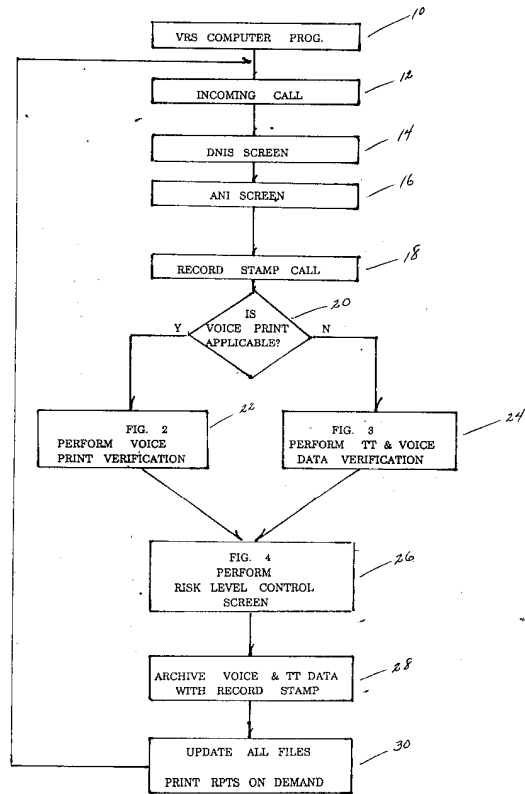 10
VRS COMPUTER PROG.
12
INCOMING CALL
14
DNIS SCREEN
16
ANI SCREEN
18
RECORD STAMP CALL
20
IS
VOICE PRINT
APPLICABLE?
Y
N
22
FIG. 2
PERFORM VOICE
PRINT VERIFICATION
24
FIG. 3
PERFORM TT & VOICE
DATA VERIFICATION
26
FIG. 4
PERFORM
RISK LEVEL CONTROL
SCREEN
28
ARCHIVE VOICE & TT DATA
WITH RECORD STAMP
30
UPDATE ALL FILES
PRINT RPTS ON DEMAND